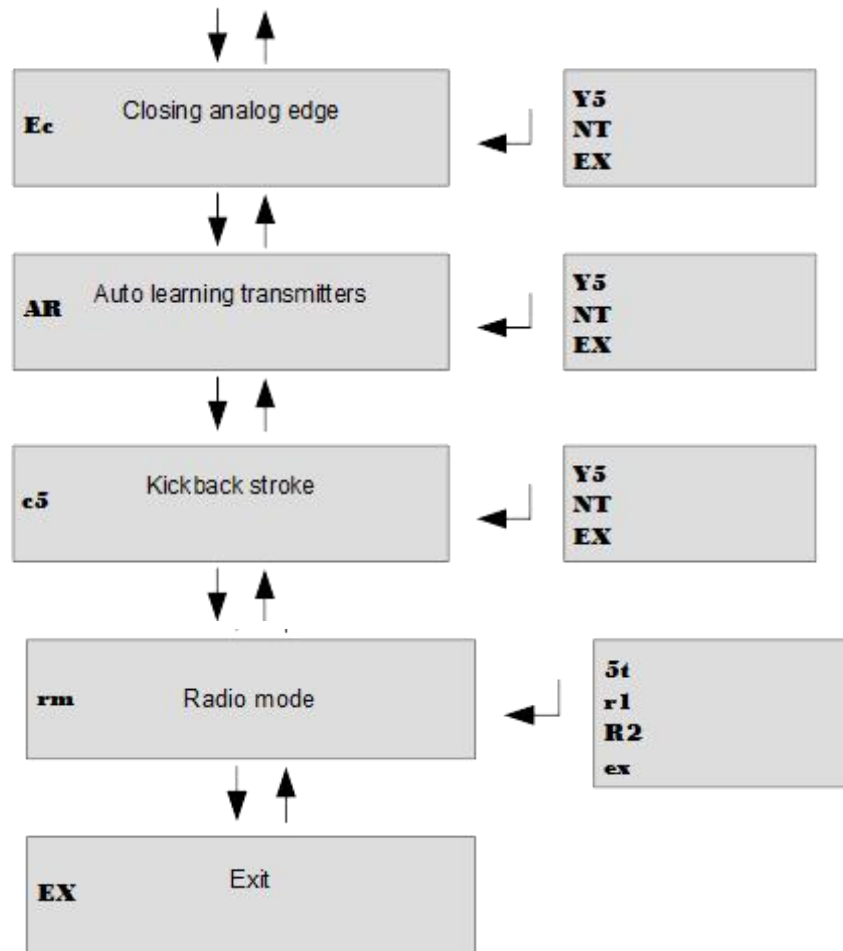 Closing analog edge
Ec
Y5
NT
EX
Auto learning transmitters
AR
Y5
NT
EX
Kickback stroke
c5
Y5
NT
EX
Radio mode
rm
5t
r1
R2
ex
Exit
EX